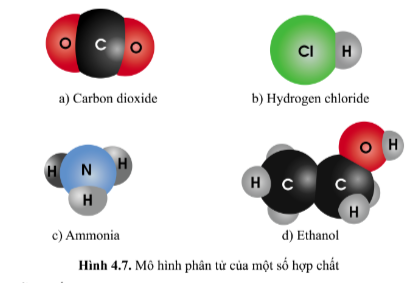 O C O
Cl H
a) Carbon dioxide
b) Hydrogen chloride
H N H
H
O H
H C C
H
c) Ammonia
d) Ethanol
Hình 4.7. Mô hình phân tử của một số hợp chất